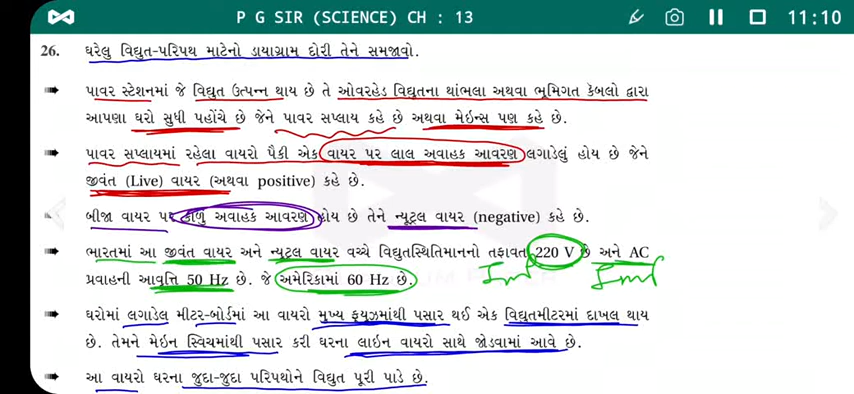 P G SIR (SCIENCE) CH : 13
11:10
26. ઘરેલુ વિદ્યુત-પરિપથ માટેનો ડાયાગ્રામ દોરી તેને સમજાવો.
પાવર સ્ટેશનમાં જે વિદ્યુત ઉત્પન્ન થાય છે તે ઓવરહેડ વિદ્યુતના થાંભલા અથવા ભૂમિગત કેબલો દ્વારા
આપણા ઘરો સુધી પહોંચે છે જેને પાવર સપ્લાય કહે છે અથવા મેઇન્સ પણ કહે છે.
પાવર સપ્લાયમાં રહેલા વાયરો પૈકી એક વાયર પર લાલ અવાહક આવરણ લગાડેલું હોય છે જેને
જીવંત (Live) વાયર (અથવા positive) કહે છે.
બીજા વાયર પર કાળુ અવાહક આવરણ હોય છે તેને ન્યૂટ્રલ વાયર (negative) કહે છે.
ભારતમાં આ જીવંત વાયર અને ન્યુટ્રલ વાયર વચ્ચે વિદ્યુતસ્થિતિમાનનો તફાવત 220 V છે અને AC
પ્રવાહની આવૃત્તિ 50 Hz છે. જે અમેરિકામાં 60 Hz છે. Imp Imp
ઘરોમાં લગાડેલ મીટર-બોર્ડમાં આ વાયરો મુખ્ય ફ્યુઝમાંથી પસાર થઈ એક વિદ્યુતમીટરમાં દાખલ થાય
છે. તેમને મેઇન સ્વિચમાંથી પસાર કરી ઘરના લાઇન વાયરો સાથે જોડવામાં આવે છે.
આ વાયરો ઘરના જુદા-જુદા પરિપથોને વિદ્યુત પૂરી પાડે છે.